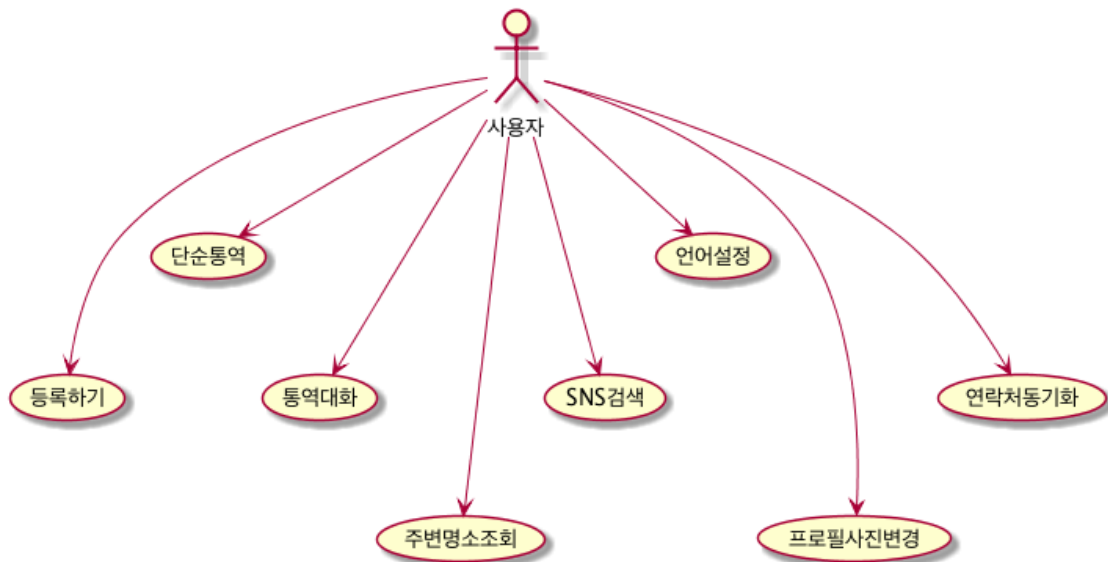 사용자
단순통역
언어설정
등록하기
통역대화
SNS검색
연락처동기화
주변명소조회
프로필사진변경